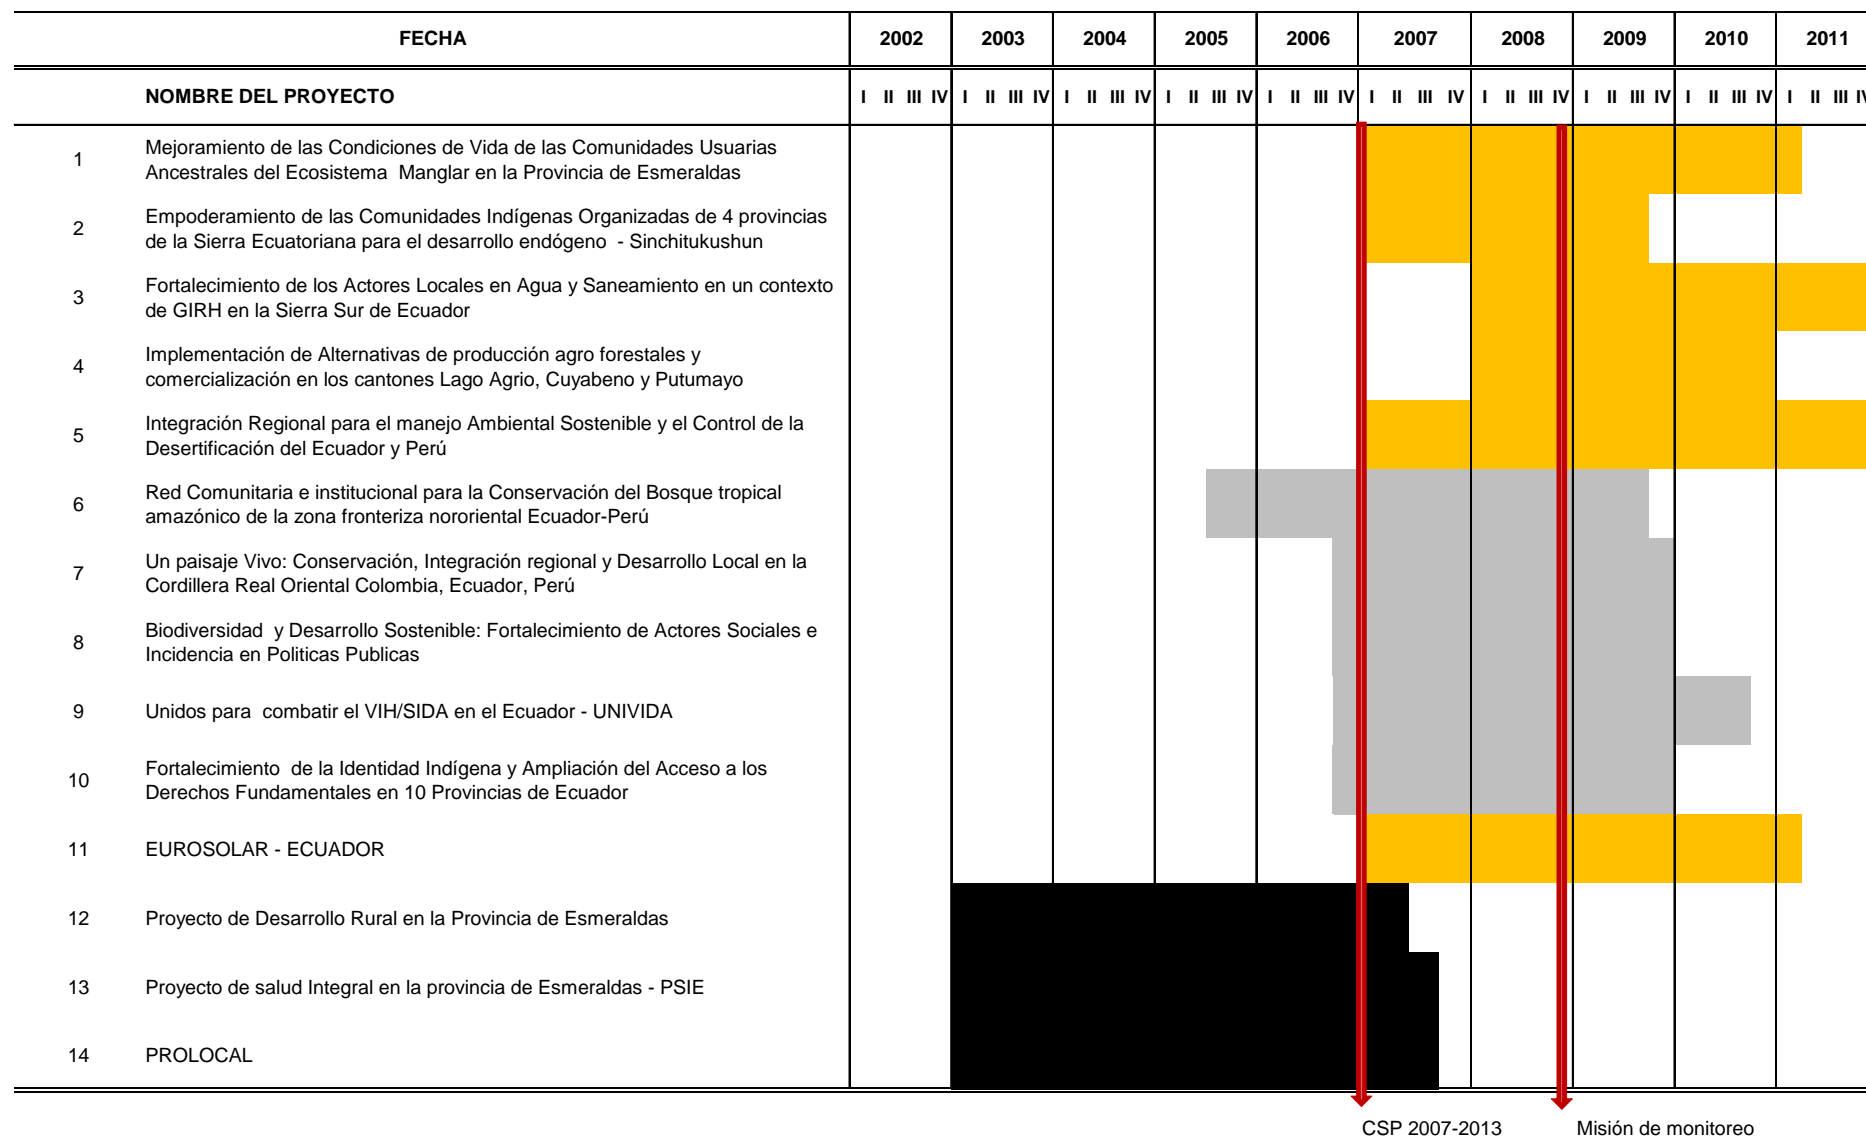 FECHA 2002 2003 2004 2005 2006 2007 2008 2009 2010 2011
NOMBRE DEL PROYECTO I II III IV I II III IV I II III IV I II III IV I II III IV I II III IV I II III IV I II III IV I II III IV I II III IV
1 Mejoramiento de las Condiciones de Vida de las Comunidades Usuarias
Ancestrales del Ecosistema Manglar en la Provincia de Esmeraldas
2 Empoderamiento de las Comunidades Indígenas Organizadas de 4 provincias
de la Sierra Ecuatoriana para el desarrollo endógeno - Sinchitukushun
3 Fortalecimiento de los Actores Locales en Agua y Saneamiento en un contexto
de GIRH en la Sierra Sur de Ecuador
4 Implementación de Alternativas de producción agro forestales y
comercialización en los cantones Lago Agrio, Cuyabeno y Putumayo
5 Integración Regional para el manejo Ambiental Sostenible y el Control de la
Desertificación del Ecuador y Perú
6 Red Comunitaria e institucional para la Conservación del Bosque tropical
amazónico de la zona fronteriza nororiental Ecuador-Perú
7 Un paisaje Vivo: Conservación, Integración regional y Desarrollo Local en la
Cordillera Real Oriental Colombia, Ecuador, Perú
8 Biodiversidad y Desarrollo Sostenible: Fortalecimiento de Actores Sociales e
Incidencia en Politicas Publicas
9 Unidos para combatir el VIH/SIDA en el Ecuador - UNIVIDA
10 Fortalecimiento de la Identidad Indígena y Ampliación del Acceso a los
Derechos Fundamentales en 10 Provincias de Ecuador
11 EUROSOLAR - ECUADOR
12 Proyecto de Desarrollo Rural en la Provincia de Esmeraldas
13 Proyecto de salud Integral en la provincia de Esmeraldas - PSIE
14 PROLOCAL
CSP 2007-2013 Misión de monitoreo